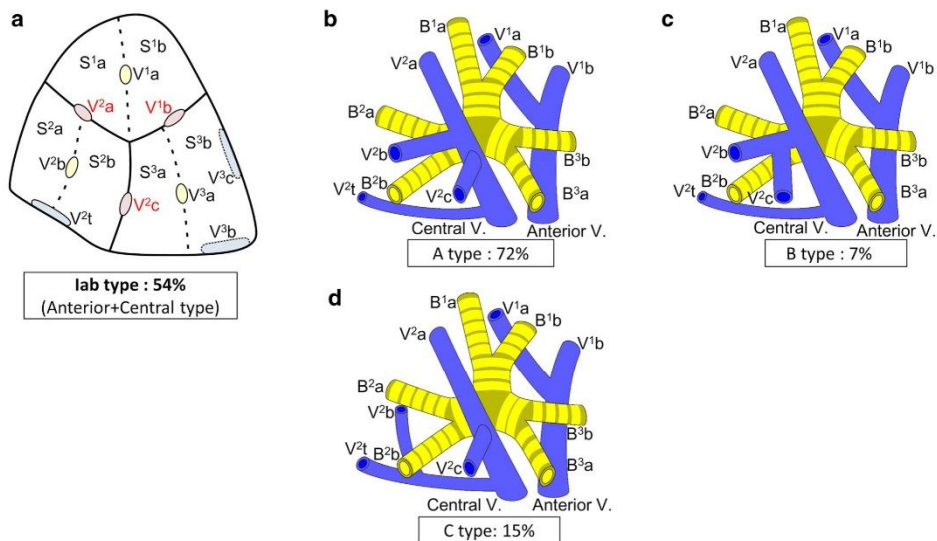 a
S¹a
S¹b
V¹a
V²a
V¹b
S²a
S³b
V²b
S²b
S³a
V³c
V³a
V²t
V²c
V³b
Iab type : 54%
(Anterior+Central type)
b
B¹a
V¹a
V²a
B¹b
V¹b
B²a
V²b
B³b
B²b
V²t
V²c
B³a
Central V.
Anterior V.
A type : 72%
c
B¹a
V¹a
V²a
B¹b
V¹b
B²a
V²b
B³b
V²t
B²b
V²c
B³a
Central V.
Anterior V.
B type : 7%
d
B¹a
V¹a
V²a
B¹b
V¹b
B²a
V²b
B³b
V²t
B²b
V²c
B³a
Central V.
Anterior V.
C type: 15%